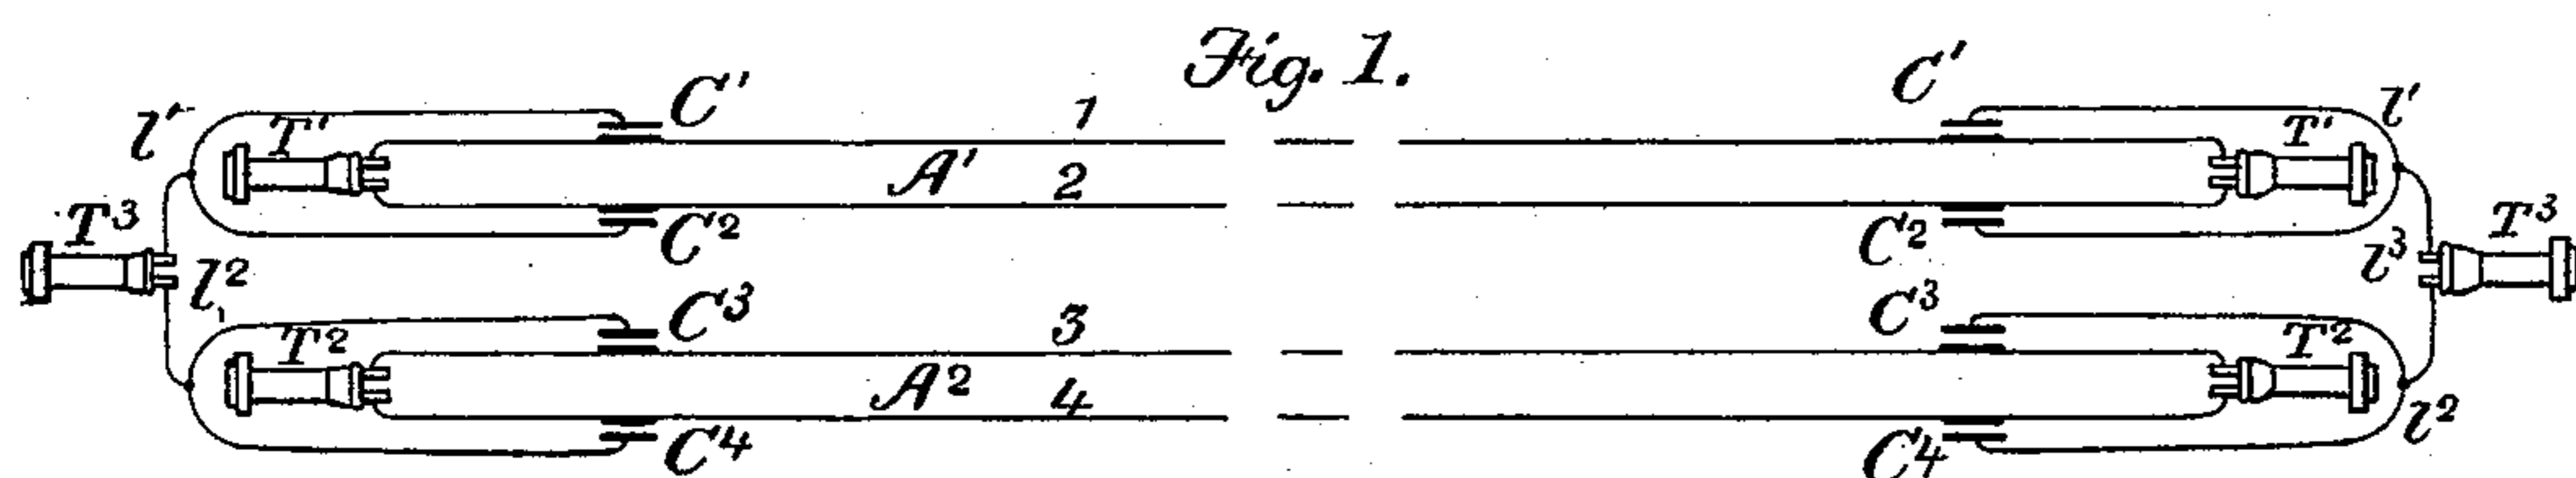 Fig. 1.
l' T' C' 1 C' T' l'
A' 2
T³ C² C² l³ T³
l² C³ 3 C³
T² A² 4 T²
C⁴ C⁴ l²